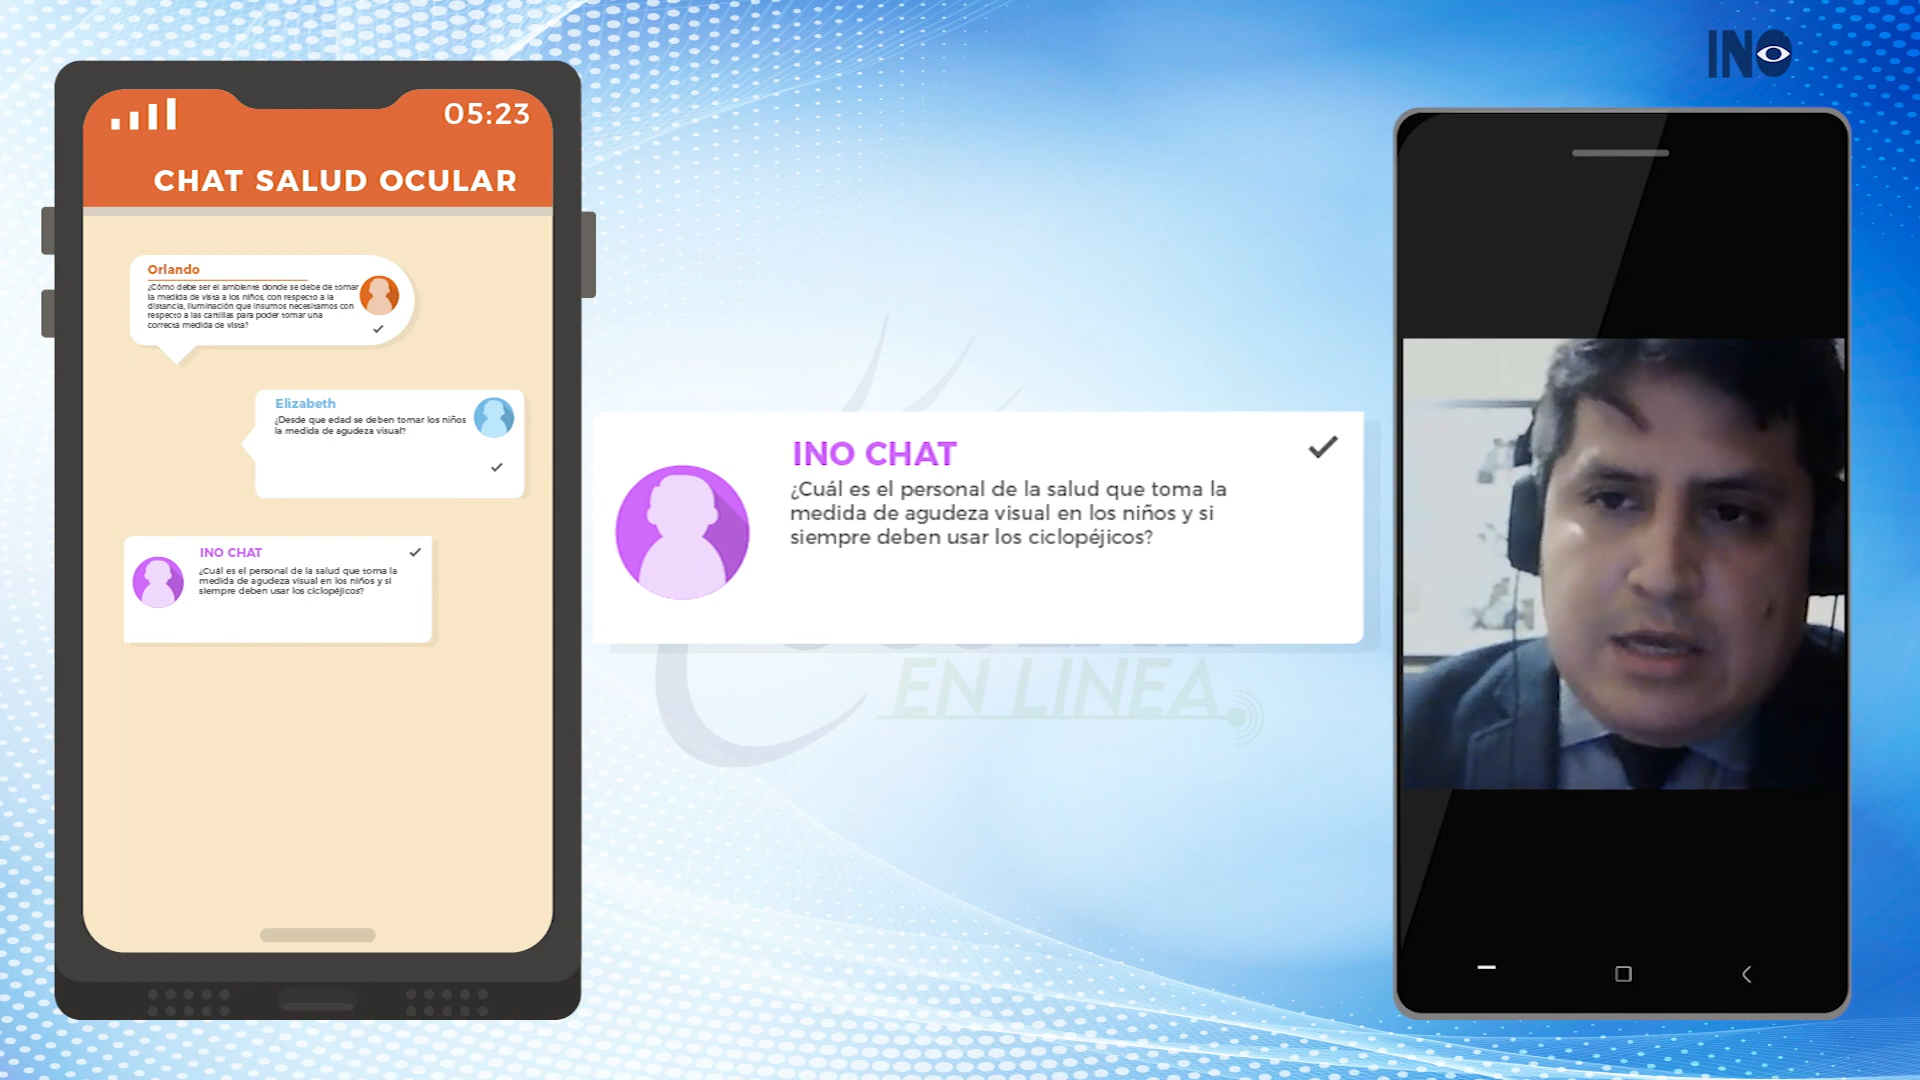 INO
05:23
CHAT SALUD OCULAR
Orlando
¿Cómo debe ser el ambiente donde se debe de tomar
la medida de vista a los niños, con respecto a la
distancia, iluminación que insumos necesitamos con
respecto a las cartillas para poder tomar una
correcta medida de vista?
Elizabeth
¿Desde que edad se deben tomar los niños
la medida de agudeza visual?
INO CHAT
¿Cuál es el personal de la salud que toma la
medida de agudeza visual en los niños y si
siempre deben usar los ciclopéjicos?
INO CHAT
¿Cuál es el personal de la salud que toma la
medida de agudeza visual en los niños y si
siempre deben usar los ciclopéjicos?
EN LINEA